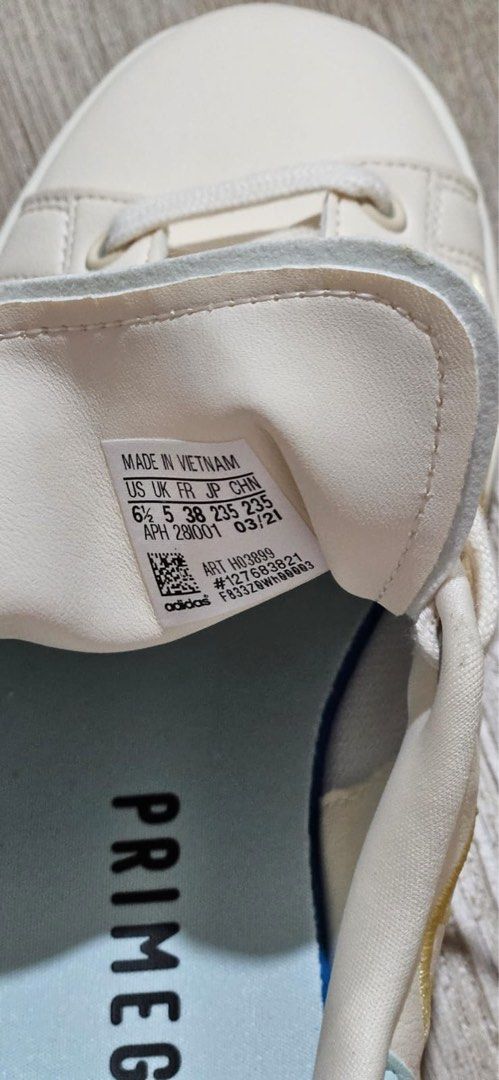 MADE IN VIETNAM
US UK FR JP CHN
6½ 5 38 235 235
APH 28I001 03/21
ART H03899
#127683821
F833Z0Wh00003
adidas
PRIMEG